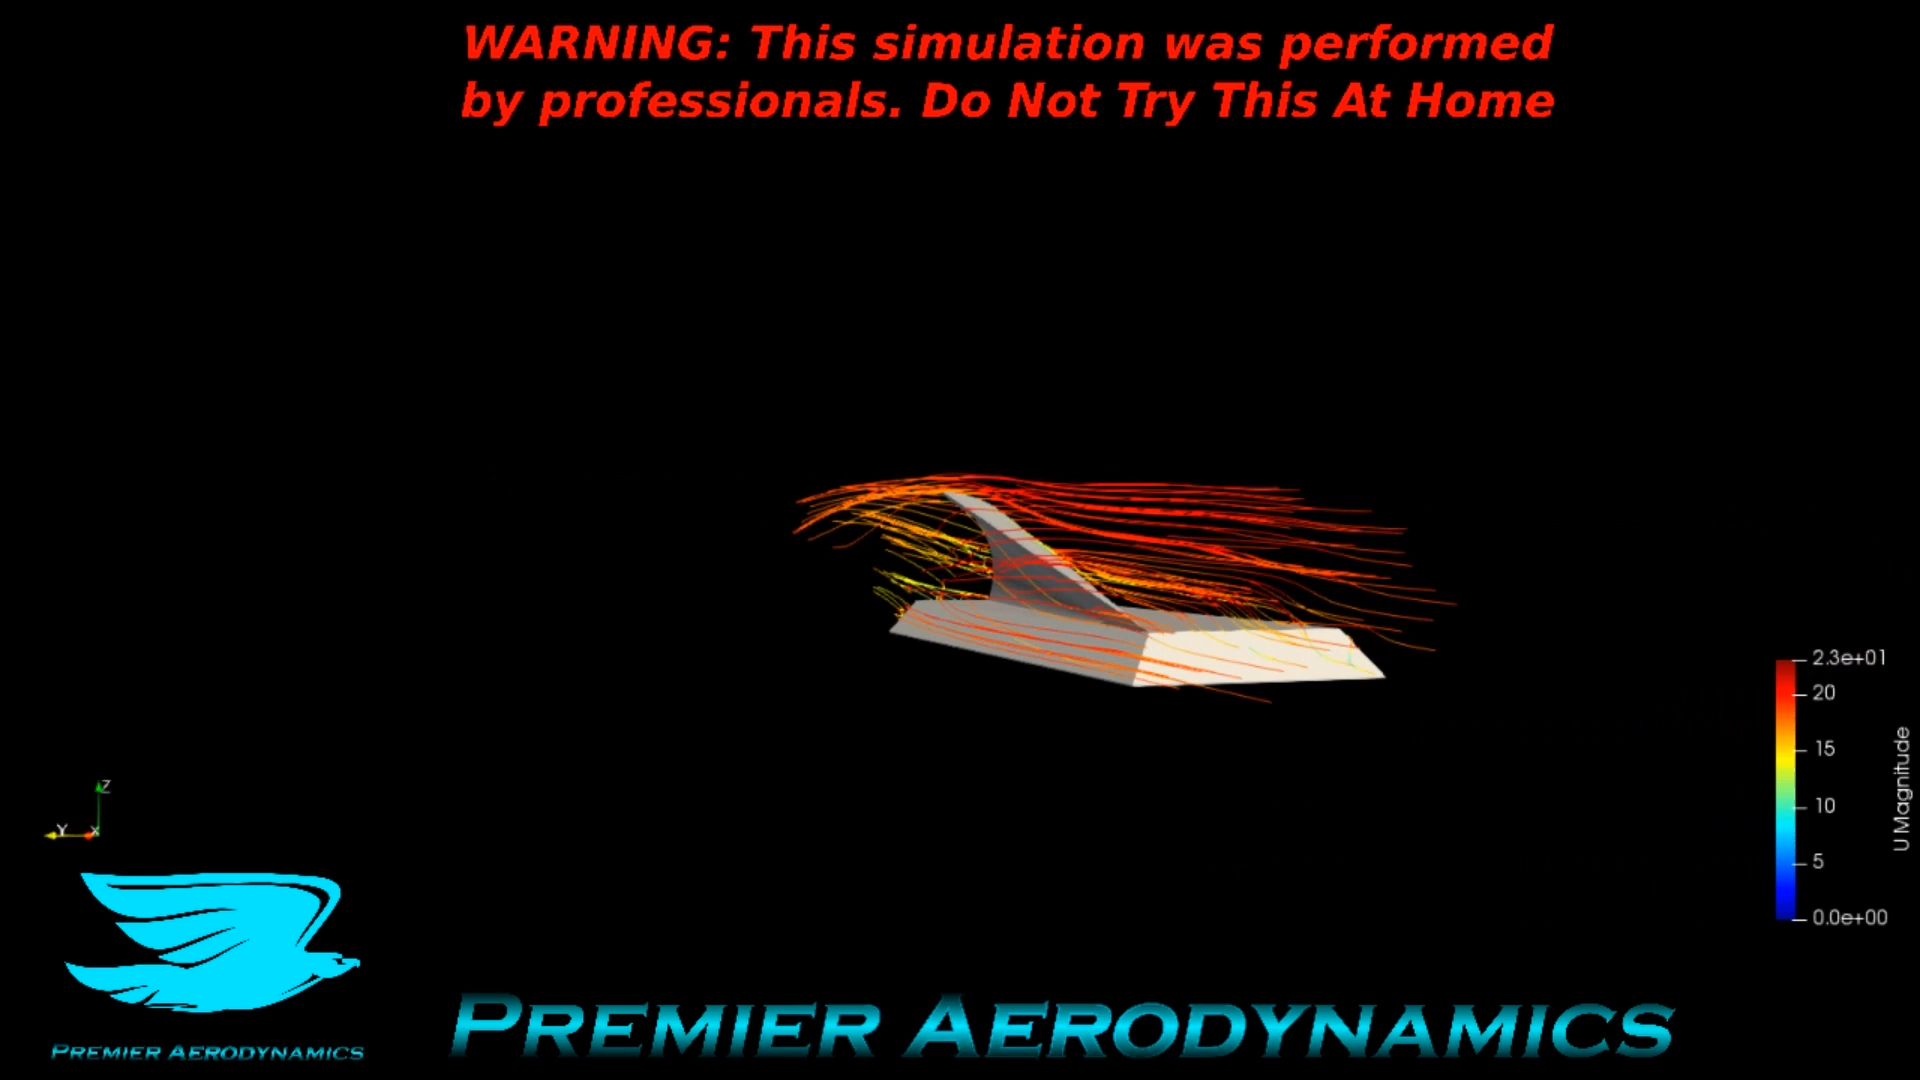 WARNING: This simulation was performed
by professionals. Do Not Try This At Home
2.3e+01
20
15
10
5
0.0e+00
U Magnitude
Z
Y
X
PREMIER AERODYNAMICS
PREMIER AERODYNAMICS